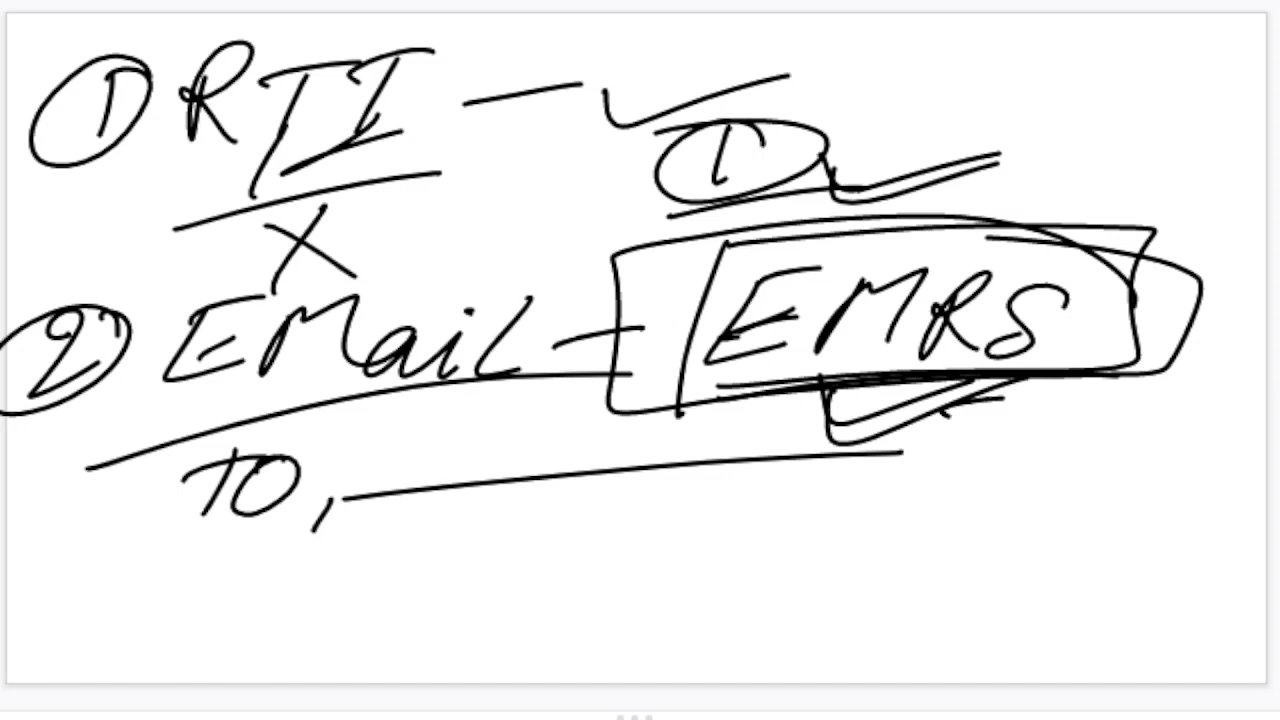 ① RTI — ✓
①
X
② EMaiL — EMRS
TO,